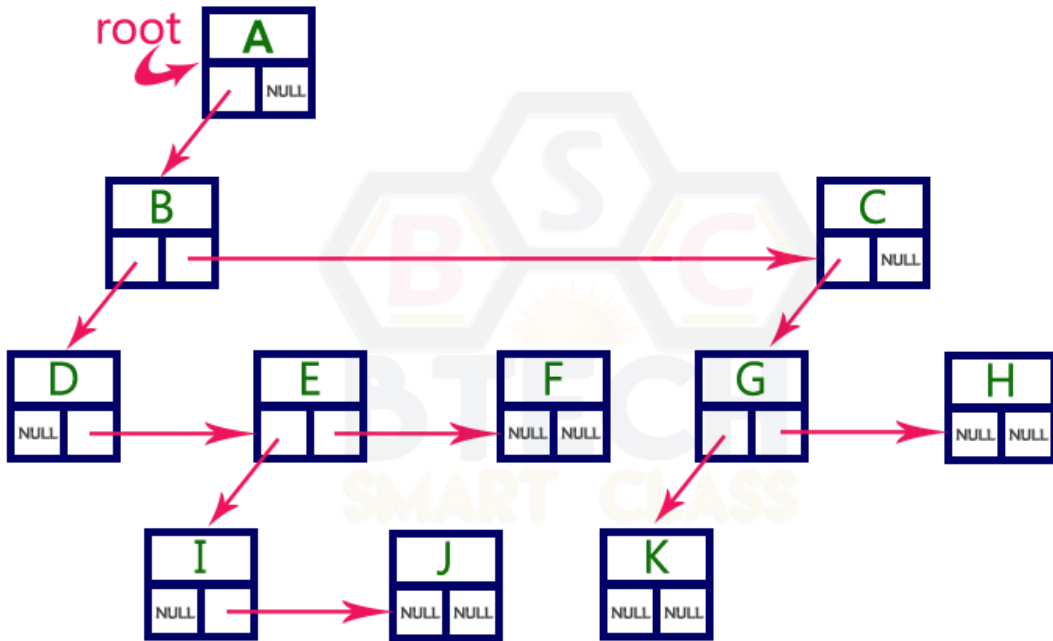 root
A
NULL
B
C
NULL
D
E
F
G
H
NULL
NULL
NULL
NULL
NULL
I
J
K
NULL
NULL
NULL
NULL
NULL
B S C
BTECH
SMART CLASS